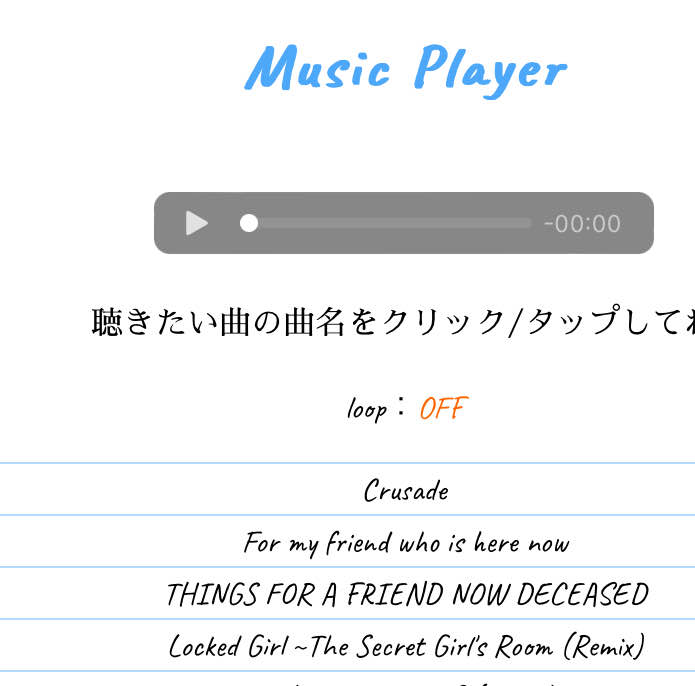 Music Player
-00:00
聴きたい曲の曲名をクリック/タップして
loop：OFF
Crusade
For my friend who is here now
THINGS FOR A FRIEND NOW DECEASED
Locked Girl ~The Secret Girl's Room (Remix)